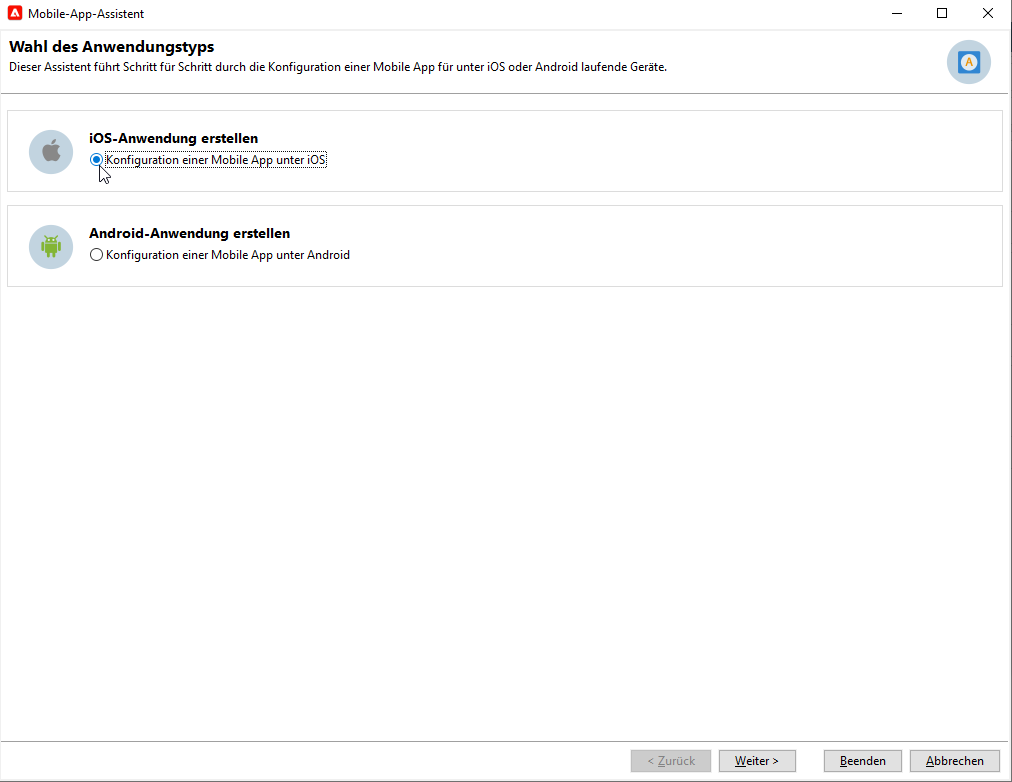 Mobile-App-Assistent
Wahl des Anwendungstyps
Dieser Assistent führt Schritt für Schritt durch die Konfiguration einer Mobile App für unter iOS oder Android laufende Geräte.
iOS-Anwendung erstellen
Konfiguration einer Mobile App unter iOS
Android-Anwendung erstellen
Konfiguration einer Mobile App unter Android
< Zurück Weiter > Beenden Abbrechen